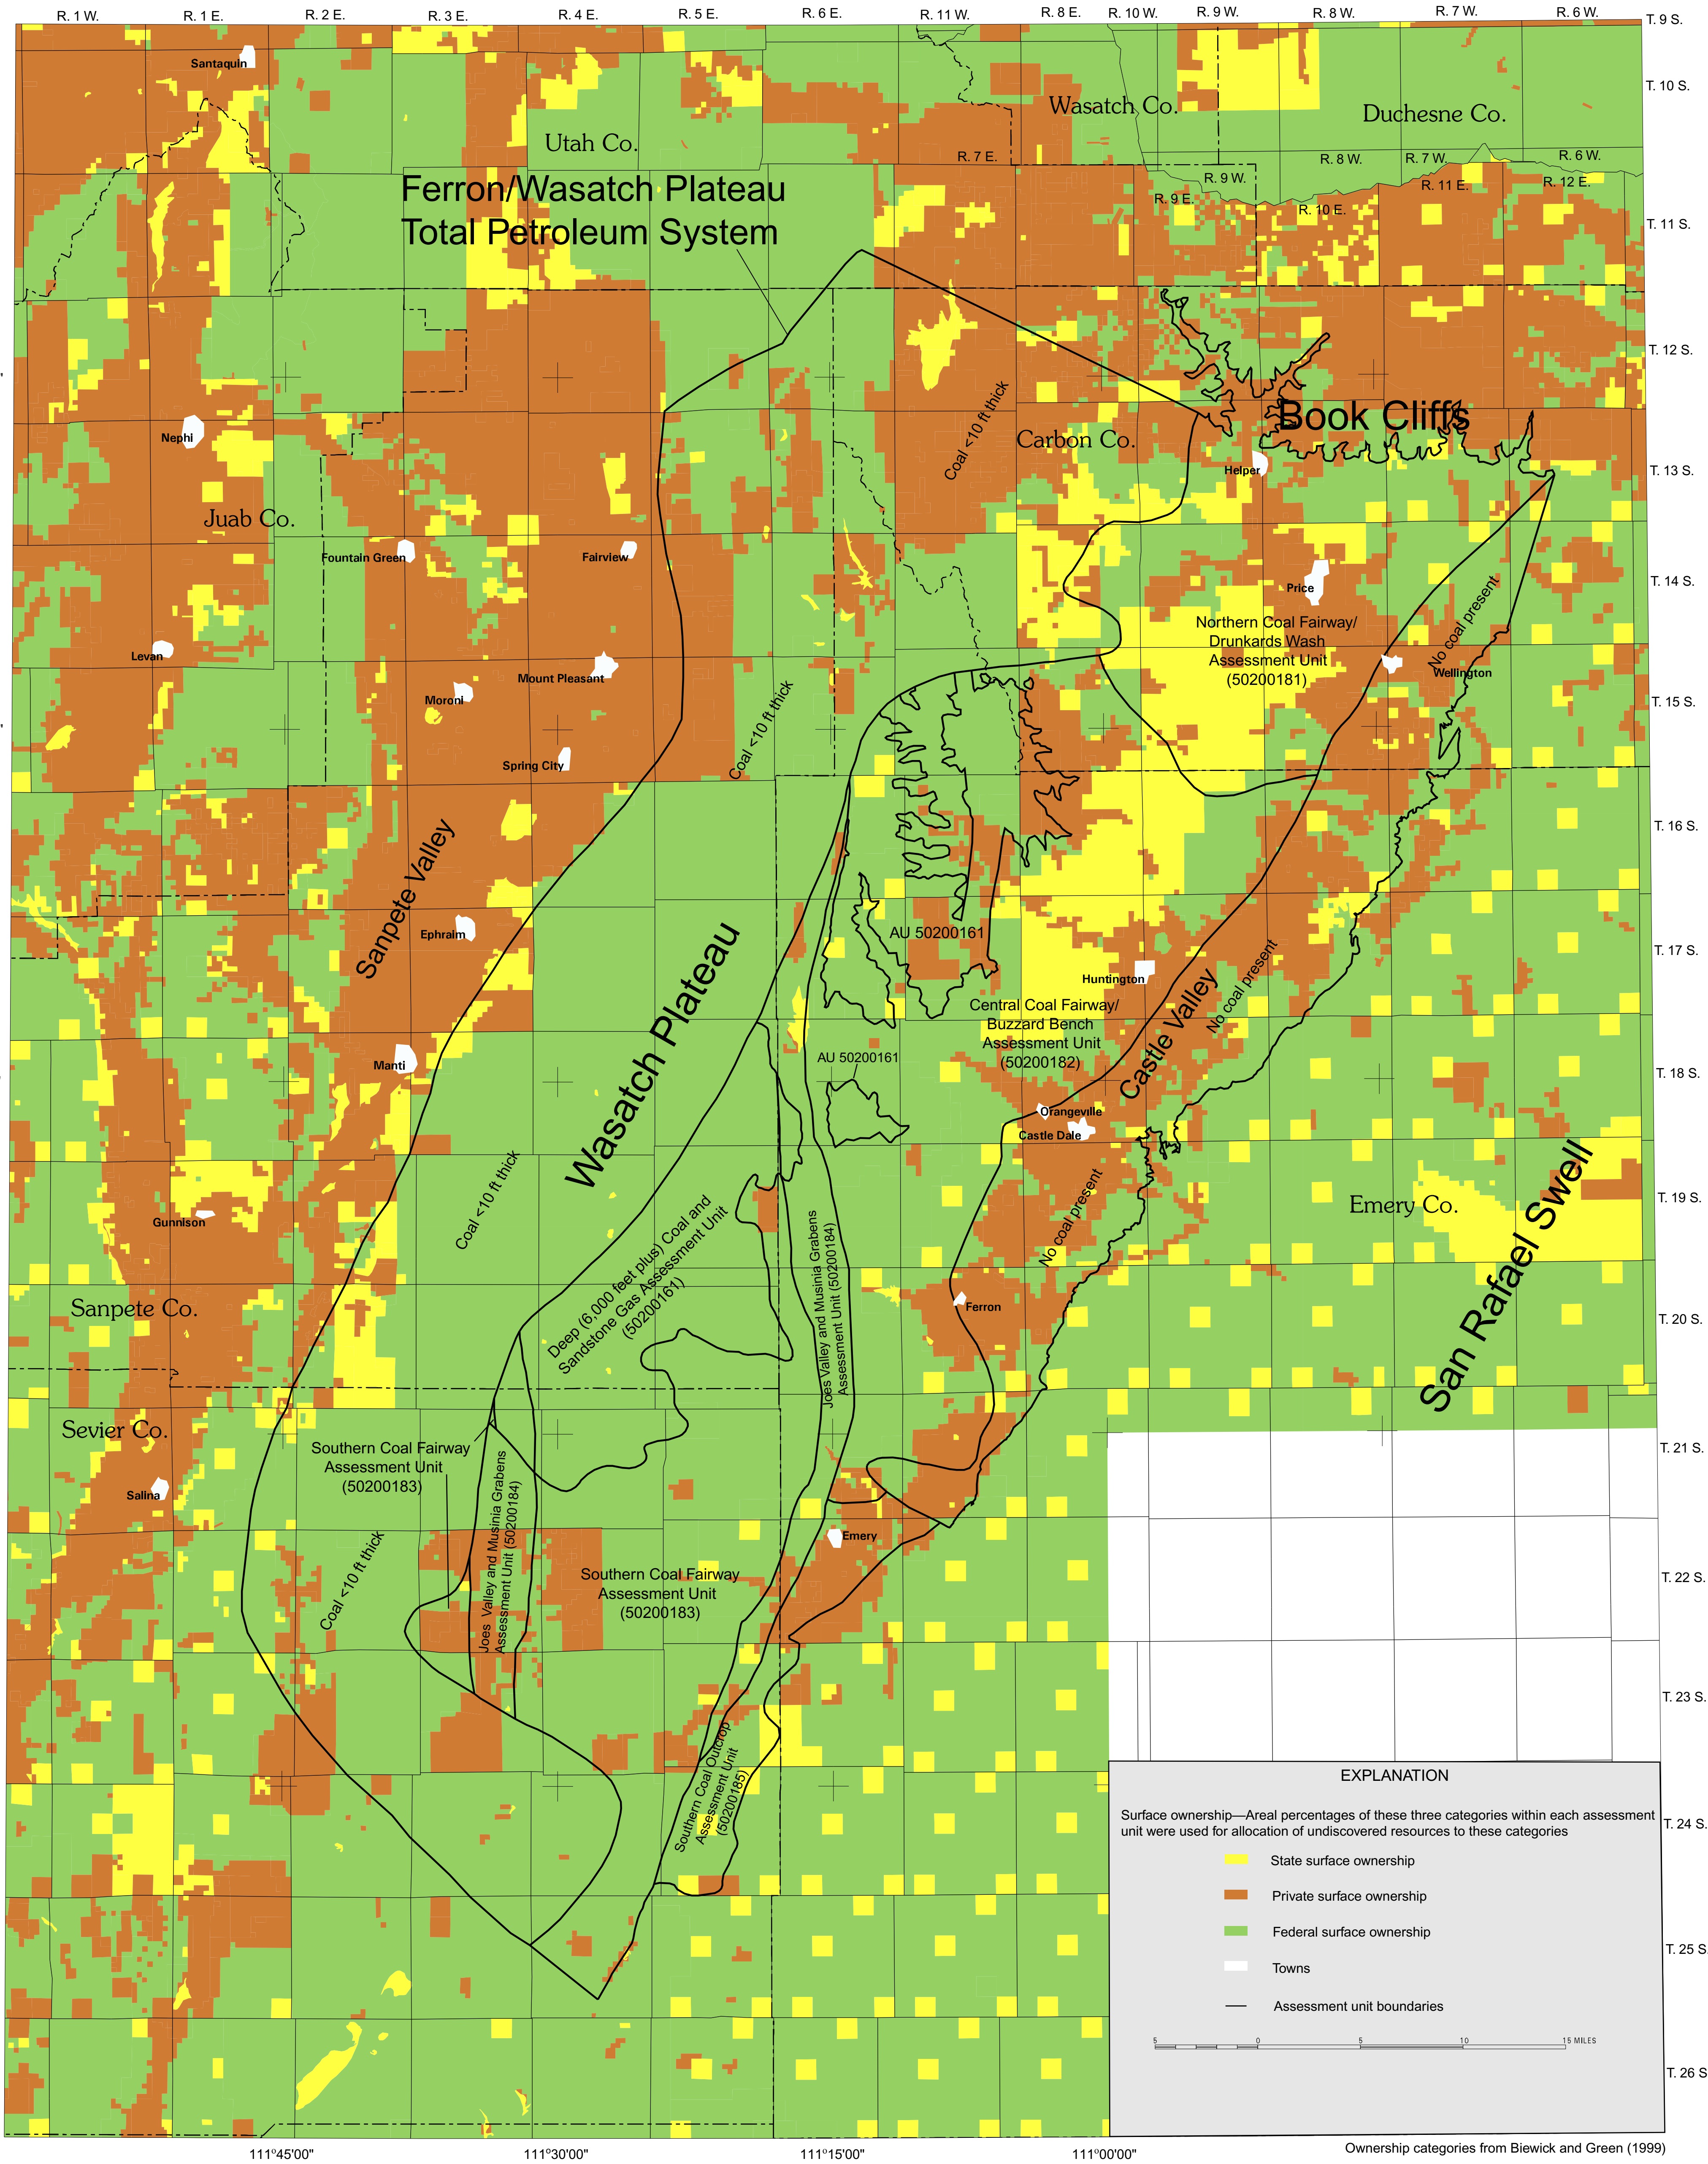 R. 1 W. R. 1 E. R. 2 E. R. 3 E. R. 4 E. R. 5 E. R. 6 E. R. 11 W. R. 8 E. R. 10 W. R. 9 W. R. 8 W. R. 7 W. R. 6 W.
T. 9 S.
Santaquin
T. 10 S.
Wasatch Co.
Duchesne Co.
Utah Co.
R. 7 E.
R. 8 W. R. 7 W. R. 6 W.
R. 9 W.
R. 11 E. R. 12 E.
R. 9 E.
R. 10 E.
Ferron/Wasatch Plateau
Total Petroleum System
T. 11 S.
T. 12 S.
Coal <10 ft thick
Book Cliffs
Nephi
Carbon Co.
Helper
T. 13 S.
Juab Co.
Fountain Green
Fairview
T. 14 S.
Price
No coal present
Northern Coal Fairway/
Drunkards Wash
Assessment Unit
(50200181)
Levan
Mount Pleasant
Wellington
Moroni
T. 15 S.
Coal <10 ft thick
Spring City
T. 16 S.
Sanpete Valley
Ephraim
AU 50200161
T. 17 S.
Wasatch Plateau
Huntington
No coal present
Castle Valley
Central Coal Fairway/
Buzzard Bench
Assessment Unit
(50200182)
Manti
AU 50200161
T. 18 S.
Orangeville
Castle Dale
Coal <10 ft thick
No coal present
T. 19 S.
Emery Co.
San Rafael Swell
Gunnison
Deep (6,000 feet plus) Coal and
Sandstone Gas Assessment Unit
(50200161)
Joes Valley and Musinia Grabens
Assessment Unit (50200184)
Sanpete Co.
Ferron
T. 20 S.
Sevier Co.
Southern Coal Fairway
Assessment Unit
(50200183)
T. 21 S.
Salina
Joes Valley and Musinia Grabens
Assessment Unit (50200184)
Emery
Coal <10 ft thick
Southern Coal Fairway
Assessment Unit
(50200183)
T. 22 S.
T. 23 S.
Southern Coal Outcrop
Assessment Unit
(50200185)
EXPLANATION
Surface ownership—Areal percentages of these three categories within each assessment
unit were used for allocation of undiscovered resources to these categories
T. 24 S.
State surface ownership
Private surface ownership
Federal surface ownership
T. 25 S.
Towns
Assessment unit boundaries
5 0 5 10 15 MILES
T. 26 S
111°45'00" 111°30'00" 111°15'00" 111°00'00"
Ownership categories from Biewick and Green (1999)